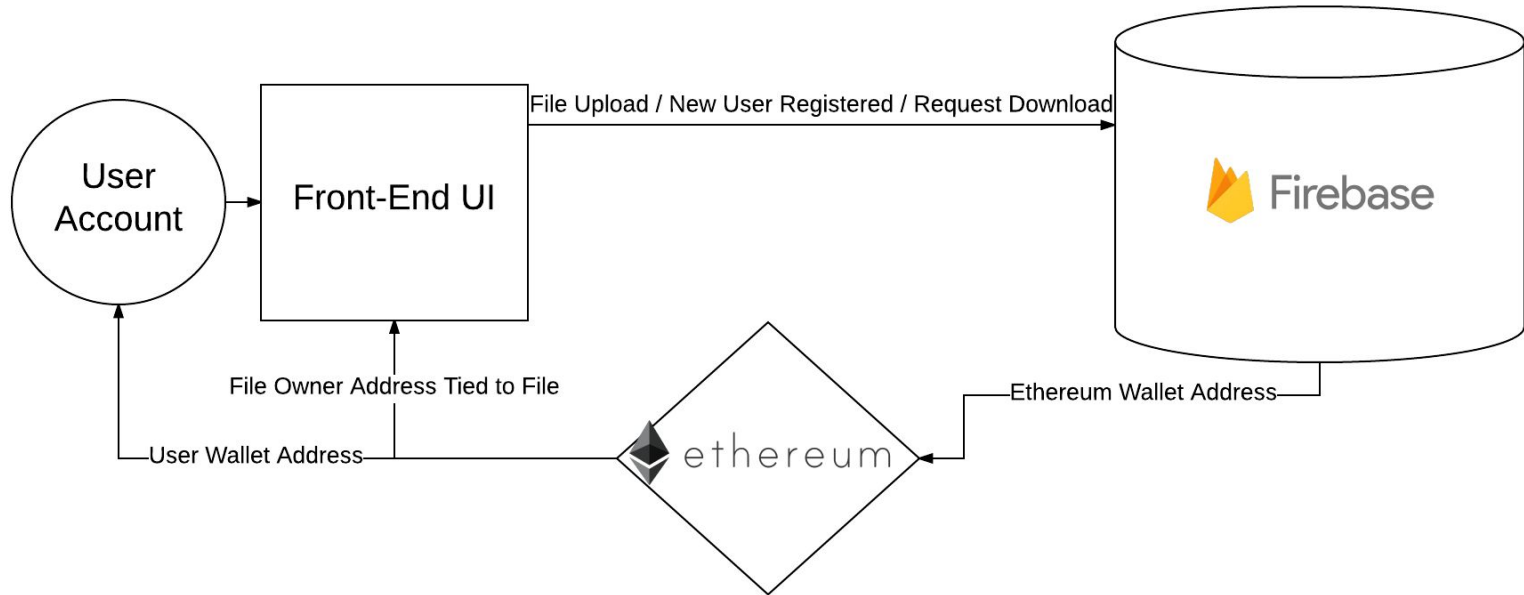 File Upload / New User Registered / Request Download
User
Account
Front-End UI
Firebase
File Owner Address Tied to File
Ethereum Wallet Address
User Wallet Address
ethereum